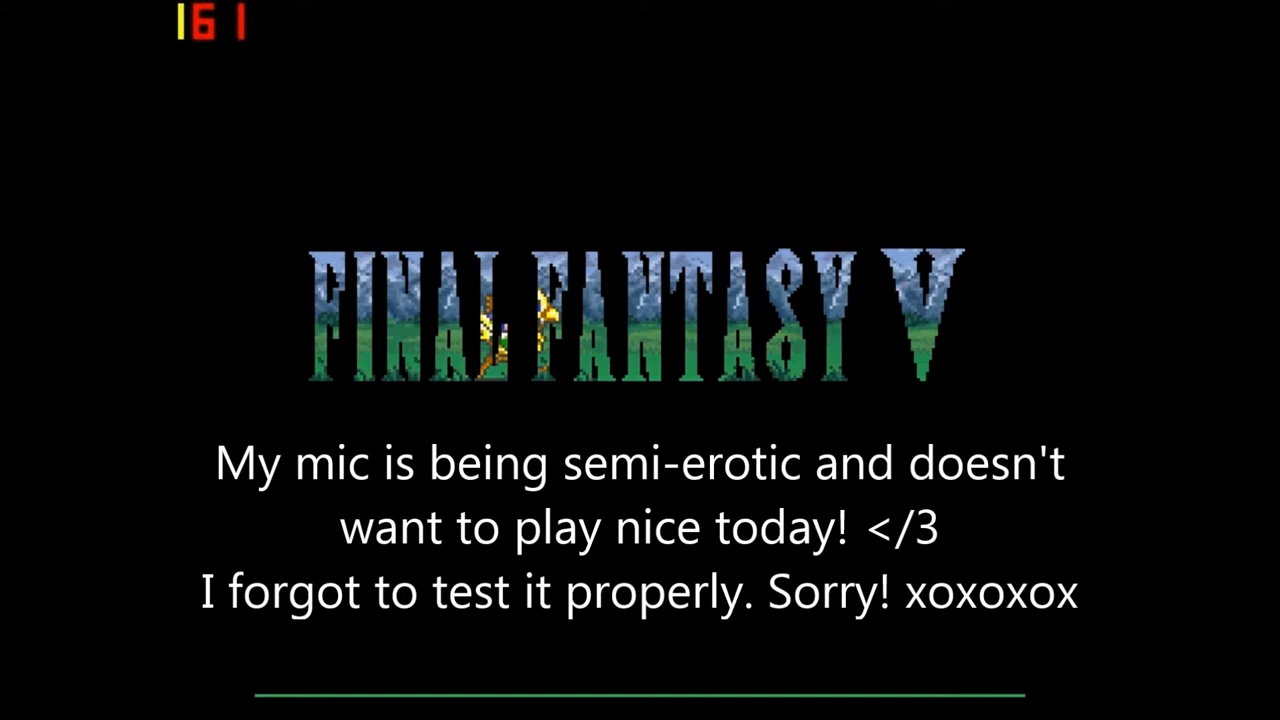 161
FINAL FANTASY V
My mic is being semi-erotic and doesn't
want to play nice today! </3
I forgot to test it properly. Sorry! xoxoxox